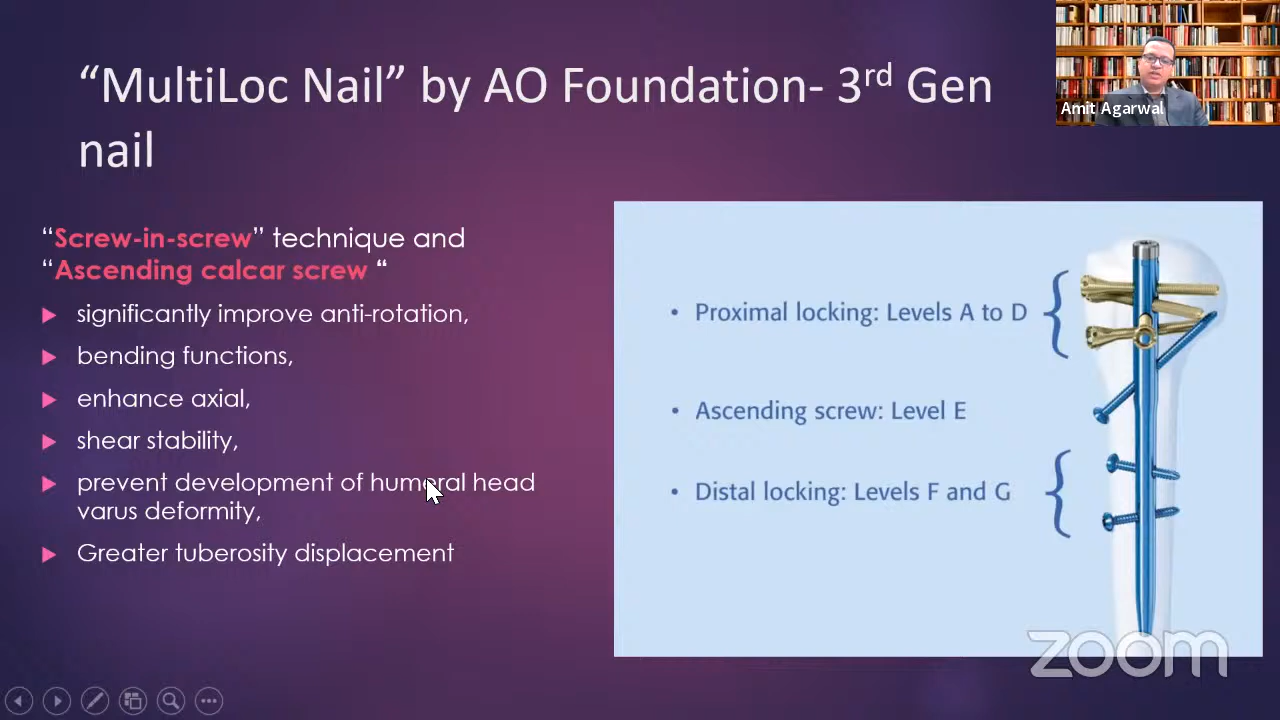 “MultiLoc Nail” by AO Foundation- 3rd Gen
nail
Amit Agarwal
“Screw-in-screw” technique and
“Ascending calcar screw “
significantly improve anti-rotation,
bending functions,
enhance axial,
shear stability,
prevent development of humeral head
varus deformity,
Greater tuberosity displacement
• Proximal locking: Levels A to D
• Ascending screw: Level E
• Distal locking: Levels F and G
zoom